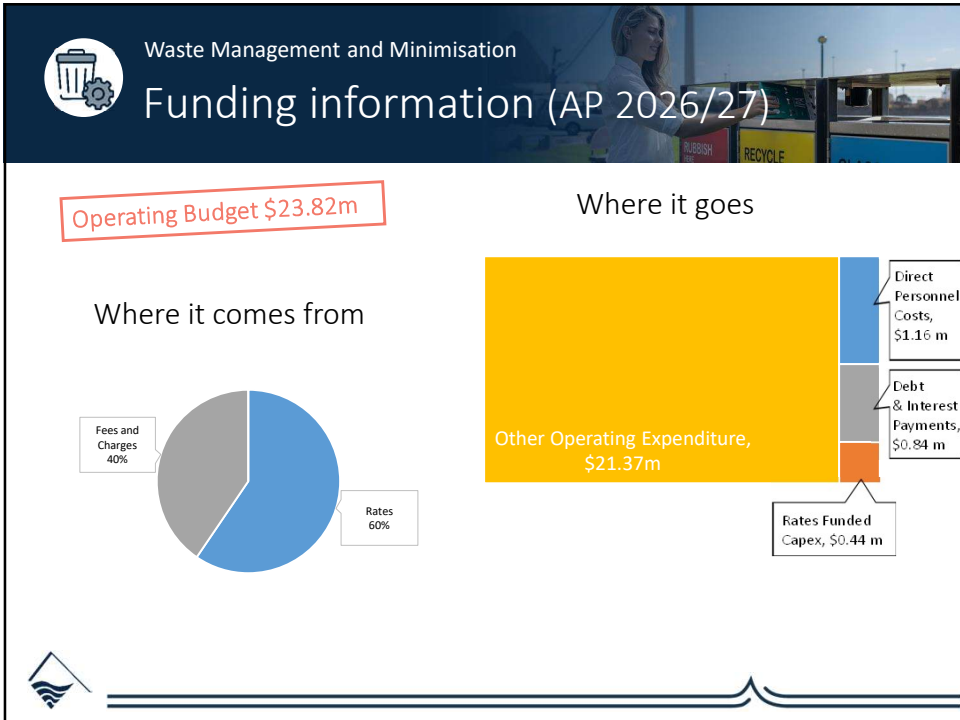 Waste Management and Minimisation
Funding information (AP 2026/27)
RUBBISH
HERE
RECYCLE
Operating Budget $23.82m
Where it goes
Where it comes from
Direct
Personnel
Costs,
$1.16 m
Debt
& Interest
Payments,
$0.84 m
Other Operating Expenditure,
$21.37m
Rates Funded
Capex, $0.44 m
Fees and
Charges
40%
Rates
60%